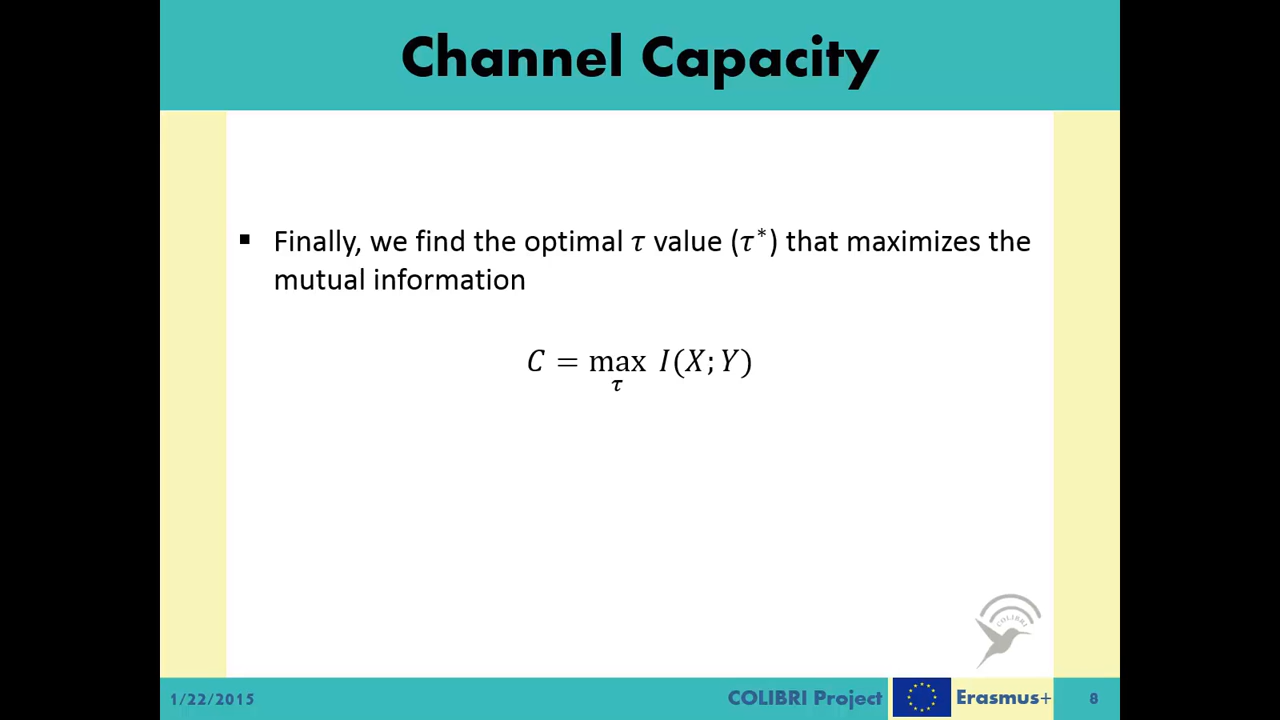 Channel Capacity
▪ Finally, we find the optimal τ value (τ*) that maximizes the
mutual information
C = max I(X; Y)
τ
COLIBRI
1/22/2015
COLIBRI Project
Erasmus+
8